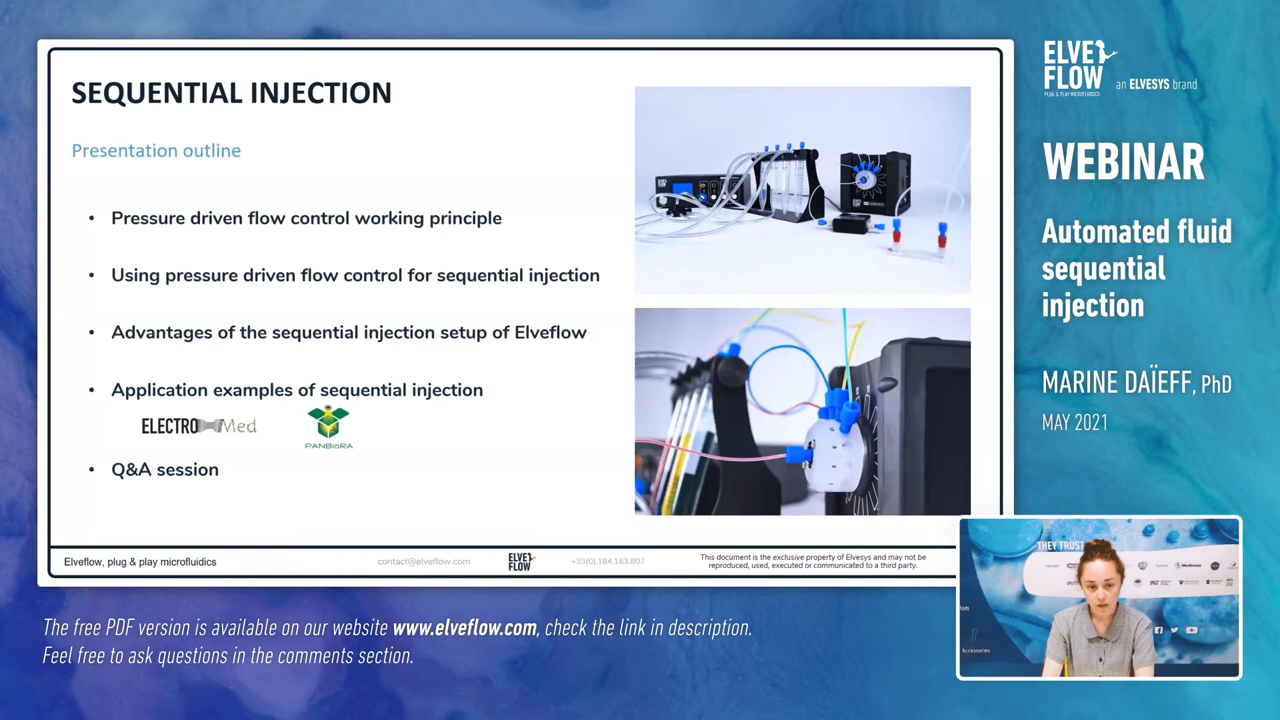 SEQUENTIAL INJECTION
Presentation outline
• Pressure driven flow control working principle
• Using pressure driven flow control for sequential injection
• Advantages of the sequential injection setup of Elveflow
• Application examples of sequential injection
ELECTRO Med
PANBioRA
• Q&A session
Elveflow, plug & play microfluidics
contact@elveflow.com
ELVE
FLOW
+33(0).184.163.807
This document is the exclusive property of Elvesys and may not be
reproduced, used, executed or communicated to a third party.
ELVE
FLOW
PLUG & PLAY MICROFLUIDICS
an ELVESYS brand
WEBINAR
Automated fluid
sequential
injection
MARINE DAÏEFF, PhD
MAY 2021
THEY TRUST
Accessories
The free PDF version is available on our website www.elveflow.com, check the link in description.
Feel free to ask questions in the comments section.